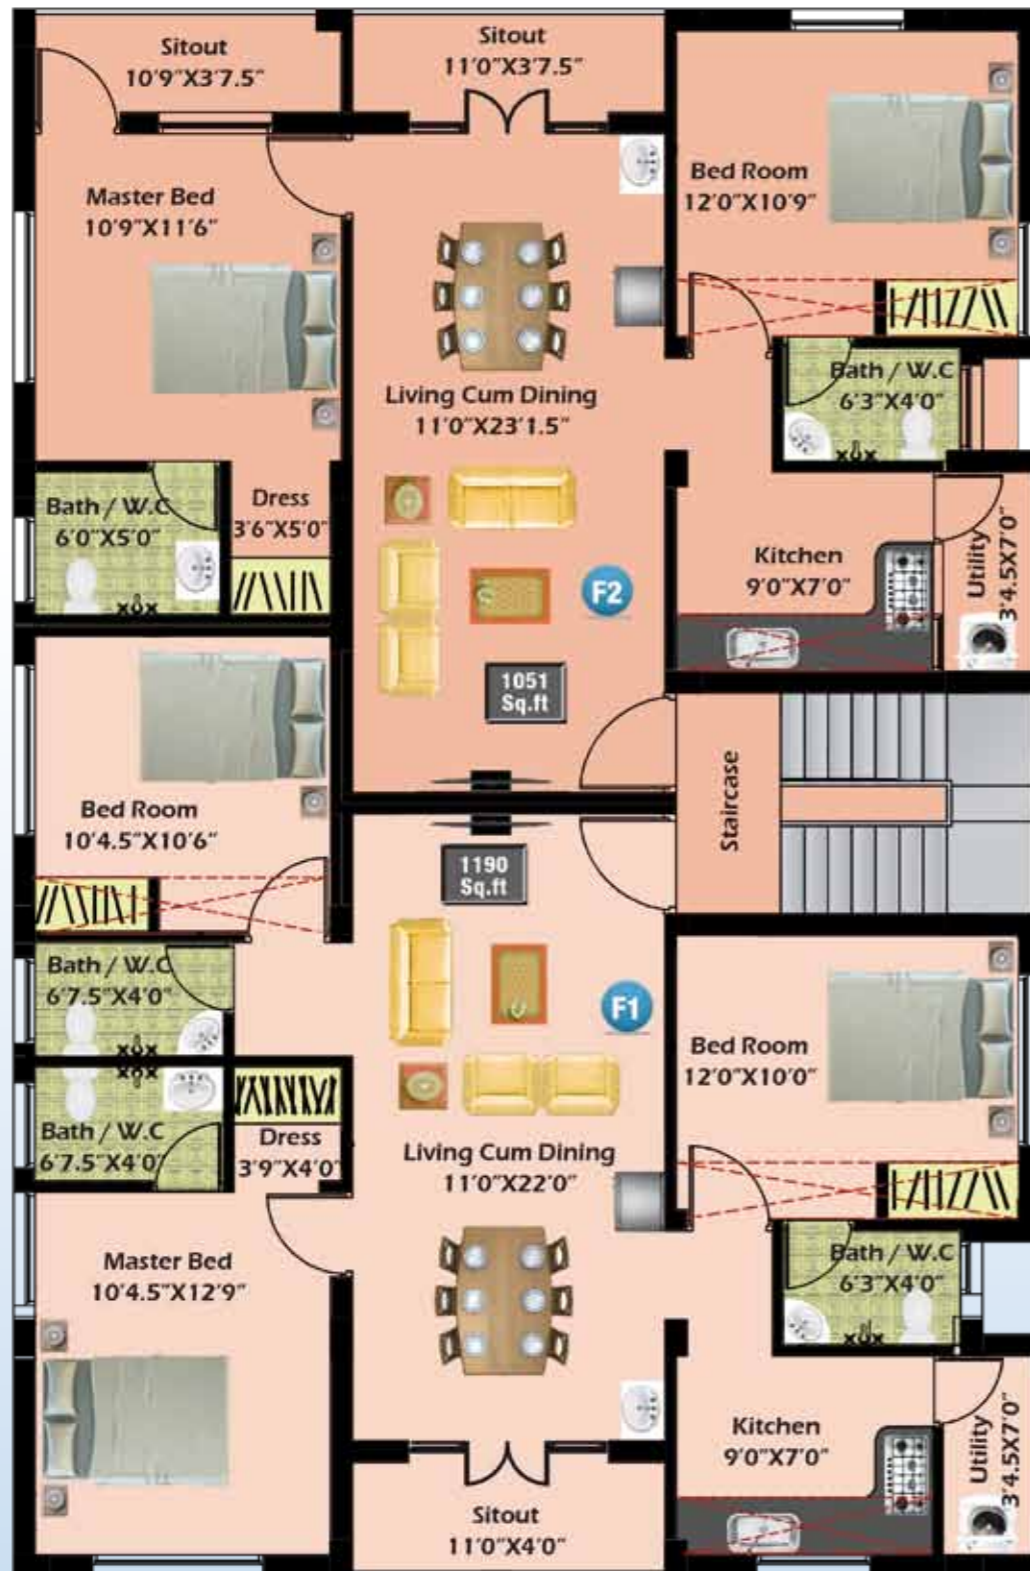 Sitout
10'9"X3'7.5"
Sitout
11'0"X3'7.5"
Bed Room
12'0"X10'9"
Master Bed
10'9"X11'6"
Living Cum Dining
11'0"X23'1.5"
Bath / W.C
6'3"X4'0"
Bath / W.C
6'0"X5'0"
Dress
3'6"X5'0"
Kitchen
9'0"X7'0"
Utility
3'4.5X7'0"
F2
1051
Sq.ft
Staircase
Bed Room
10'4.5"X10'6"
1190
Sq.ft
Bath / W.C
6'7.5"X4'0"
F1
Bed Room
12'0"X10'0"
Bath / W.C
6'7.5"X4'0"
Dress
3'9"X4'0"
Living Cum Dining
11'0"X22'0"
Master Bed
10'4.5"X12'9"
Bath / W.C
6'3"X4'0"
Kitchen
9'0"X7'0"
Utility
3'4.5X7'0"
Sitout
11'0"X4'0"